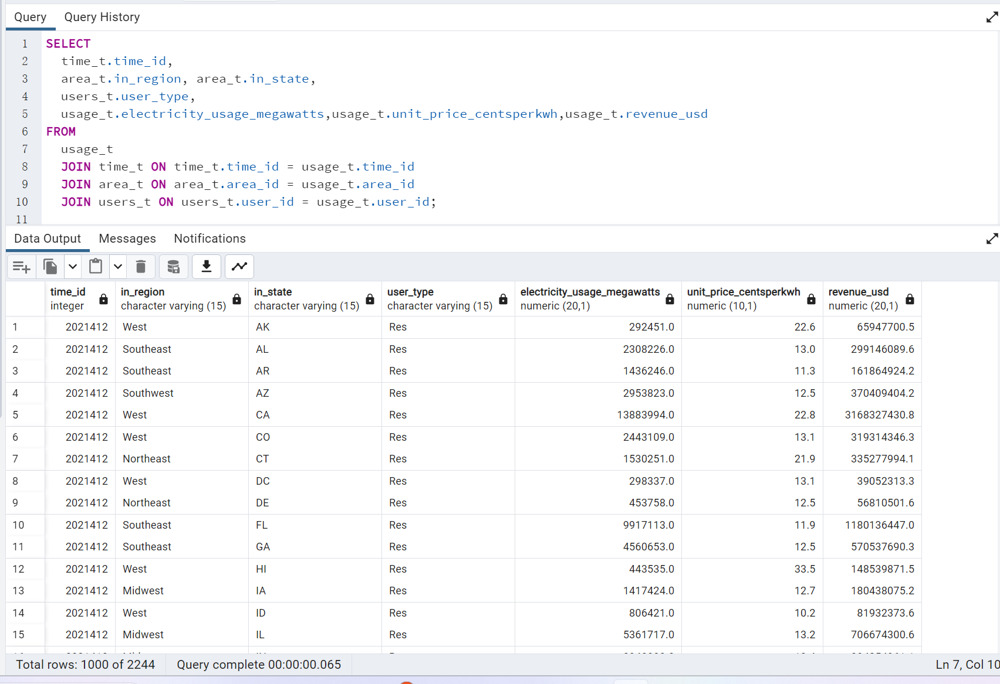 Query Query History
1 SELECT
2 time_t.time_id,
3 area_t.in_region, area_t.in_state,
4 users_t.user_type,
5 usage_t.electricity_usage_megawatts,usage_t.unit_price_centsperkwh,usage_t.revenue_usd
6 FROM
7 usage_t
8 JOIN time_t ON time_t.time_id = usage_t.time_id
9 JOIN area_t ON area_t.area_id = usage_t.area_id
10 JOIN users_t ON users_t.user_id = usage_t.user_id;
11
Data Output Messages Notifications
time_id in_region in_state user_type electricity_usage_megawatts unit_price_centsperkwh revenue_usd
integer character varying (15) character varying (15) character varying (15) numeric (20,1) numeric (10,1) numeric (20,1)
1 2021412 West AK Res 292451.0 22.6 65947700.5
2 2021412 Southeast AL Res 2308226.0 13.0 299146089.6
3 2021412 Southeast AR Res 1436246.0 11.3 161864924.2
4 2021412 Southwest AZ Res 2953823.0 12.5 370409404.2
5 2021412 West CA Res 13883994.0 22.8 3168327430.8
6 2021412 West CO Res 2443109.0 13.1 319314346.3
7 2021412 Northeast CT Res 1530251.0 21.9 335277994.1
8 2021412 West DC Res 298337.0 13.1 39052313.3
9 2021412 Northeast DE Res 453758.0 12.5 56810501.6
10 2021412 Southeast FL Res 9917113.0 11.9 1180136447.0
11 2021412 Southeast GA Res 4560653.0 12.5 570537690.3
12 2021412 West HI Res 443535.0 33.5 148539871.5
13 2021412 Midwest IA Res 1417424.0 12.7 180438075.2
14 2021412 West ID Res 806421.0 10.2 81932373.6
15 2021412 Midwest IL Res 5361717.0 13.2 706674300.6
Total rows: 1000 of 2244 Query complete 00:00:00.065 Ln 7, Col 10